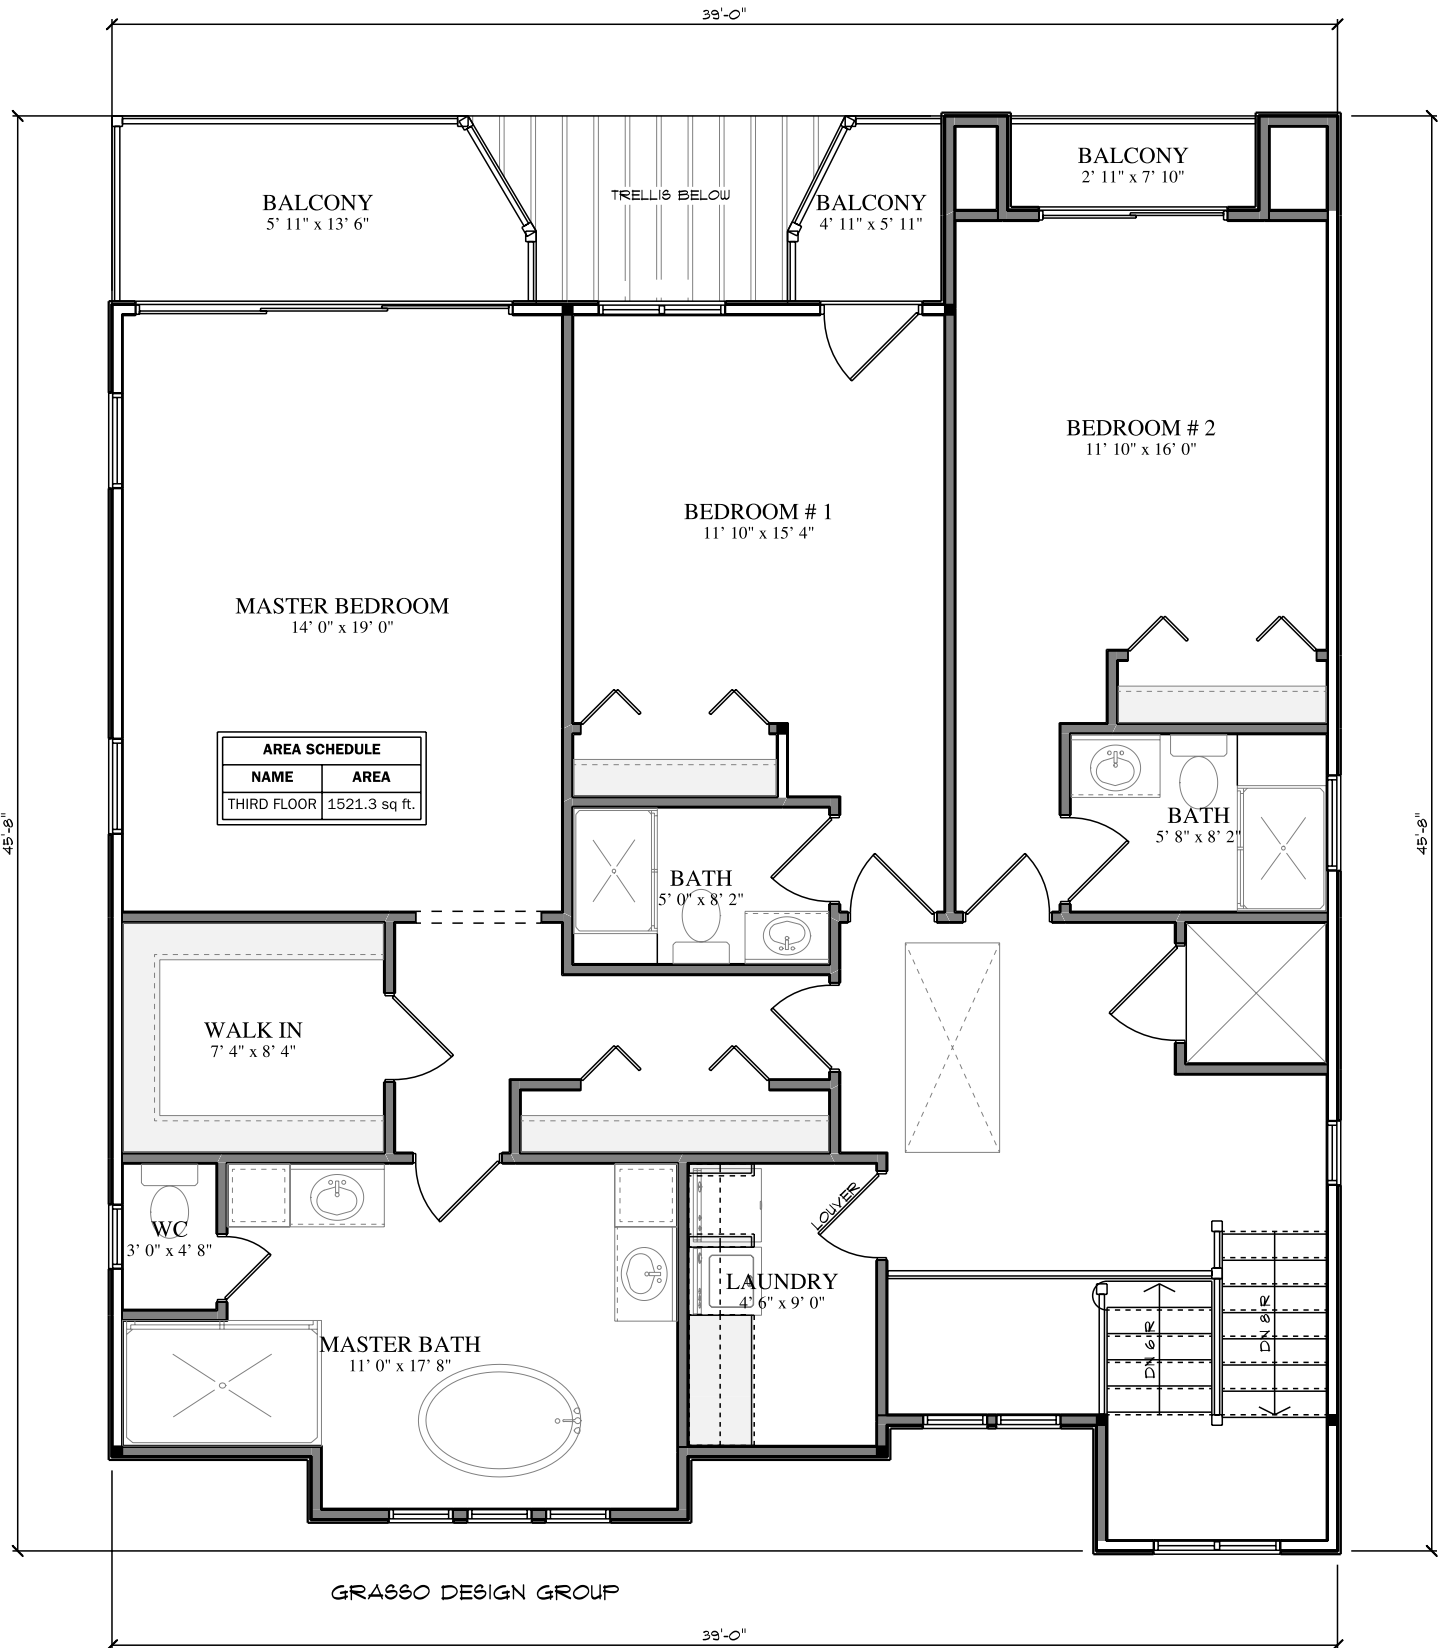 39'-0"
BALCONY
5' 11" x 13' 6"
TRELLIS BELOW
BALCONY
4' 11" x 5' 11"
BALCONY
2' 11" x 7' 10"
BEDROOM # 2
11' 10" x 16' 0"
BEDROOM # 1
11' 10" x 15' 4"
MASTER BEDROOM
14' 0" x 19' 0"
AREA SCHEDULE
NAME AREA
THIRD FLOOR 1521.3 sq ft.
45'-8"
45'-8"
BATH
5' 8" x 8' 2"
BATH
5' 0" x 8' 2"
WALK IN
7' 4" x 8' 4"
LOUVER
WC
3' 0" x 4' 8"
LAUNDRY
4' 6" x 9' 0"
DN 6 R
DN 8 R
MASTER BATH
11' 0" x 17' 8"
GRASSO DESIGN GROUP
39'-0"